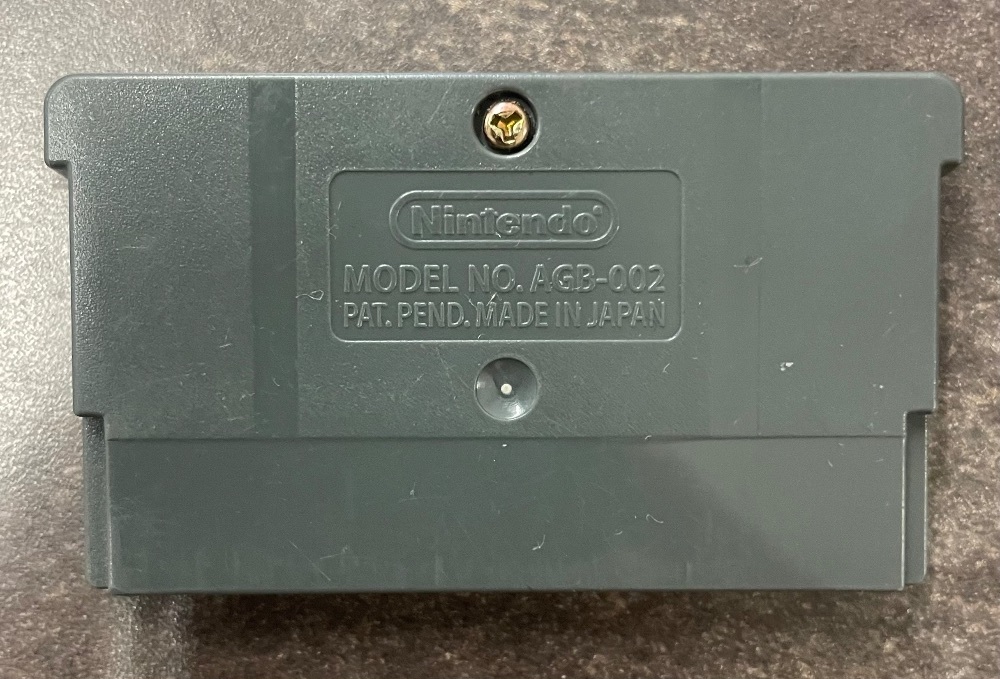 Nintendo®
MODEL NO. AGB-002
PAT. PEND. MADE IN JAPAN